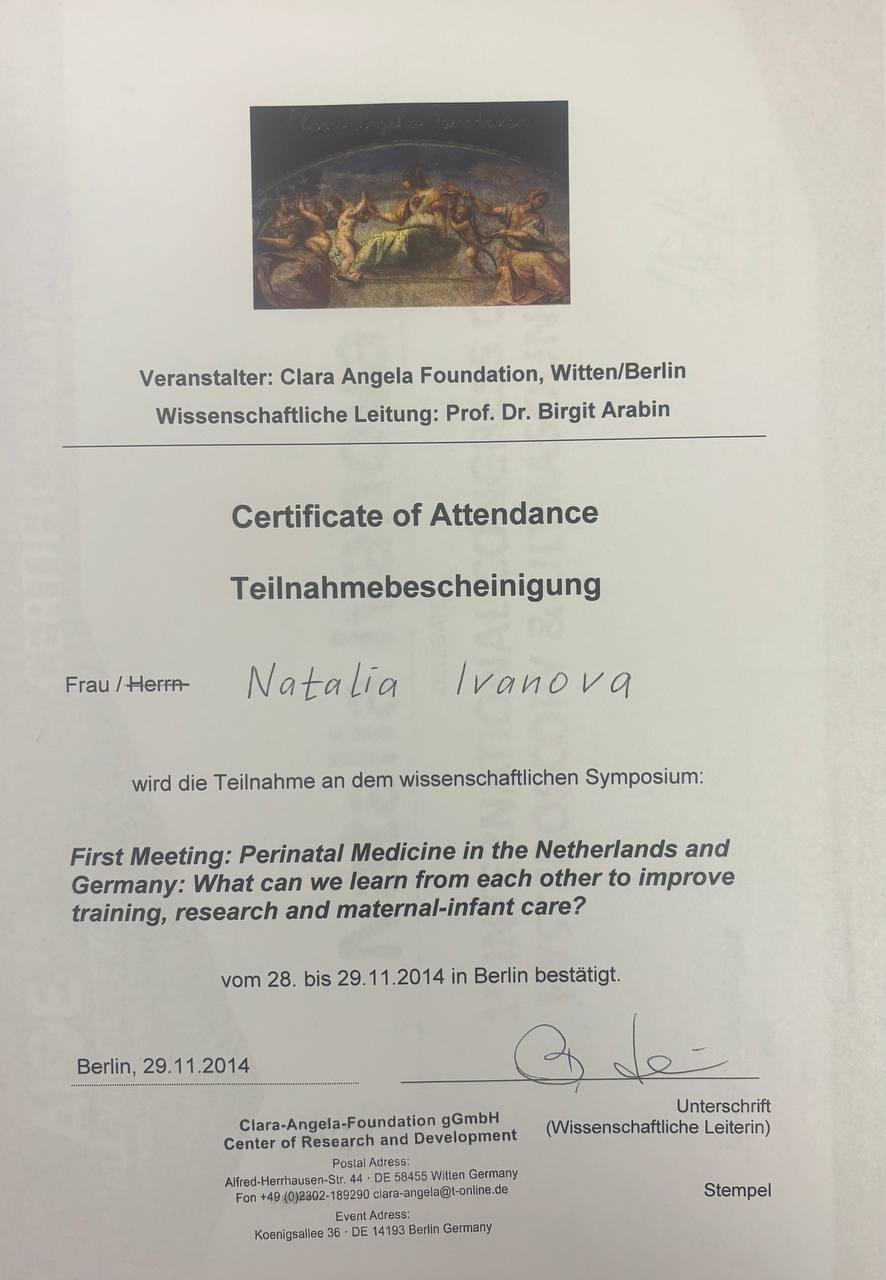 Veranstalter: Clara Angela Foundation, Witten/Berlin
Wissenschaftliche Leitung: Prof. Dr. Birgit Arabin
Certificate of Attendance
Teilnahmebescheinigung
Frau / Herrn Natalia Ivanova
wird die Teilnahme an dem wissenschaftlichen Symposium:
First Meeting: Perinatal Medicine in the Netherlands and
Germany: What can we learn from each other to improve
training, research and maternal-infant care?
vom 28. bis 29.11.2014 in Berlin bestätigt.
Berlin, 29.11.2014
Unterschrift
(Wissenschaftliche Leiterin)
Clara-Angela-Foundation gGmbH
Center of Research and Development
Postal Adress:
Alfred-Herrhausen-Str. 44 · DE 58455 Witten Germany
Fon +49 (0)2302-189290 clara-angela@t-online.de
Event Adress:
Koenigsallee 36 · DE 14193 Berlin Germany
Stempel